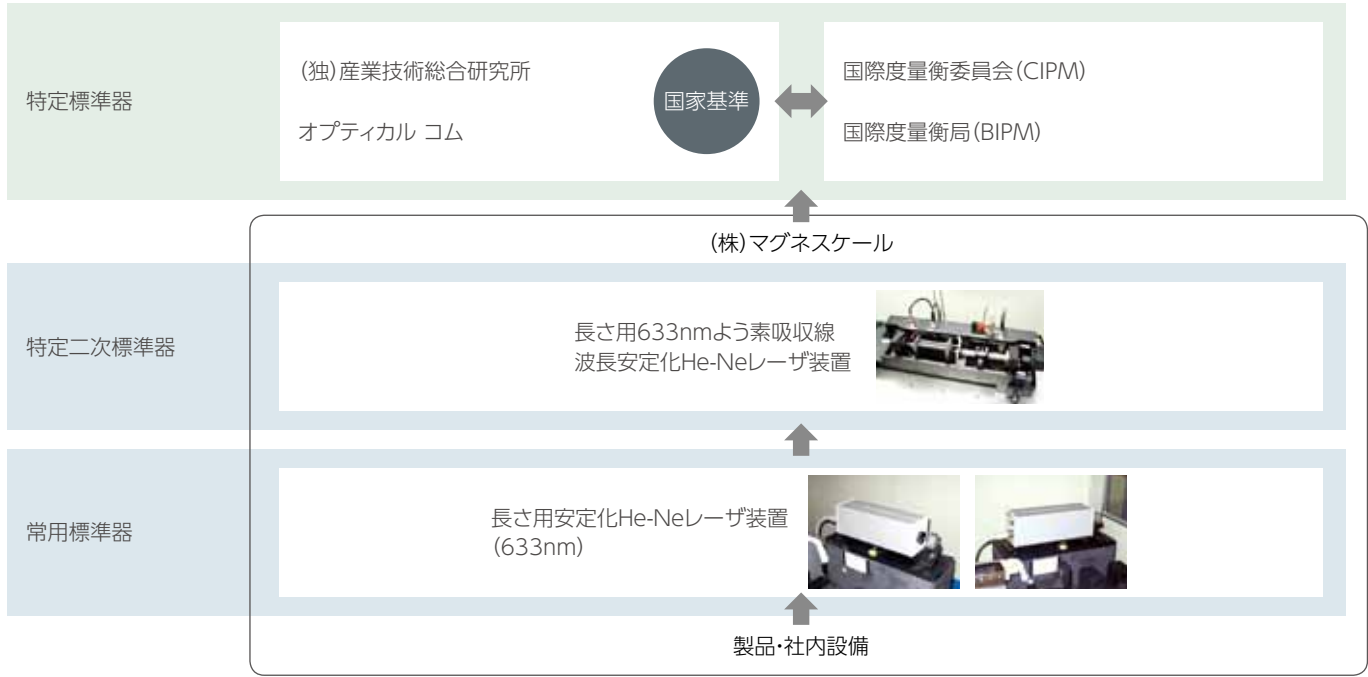 特定標準器
(独)産業技術総合研究所
オプティカル コム
国家基準
国際度量衡委員会(CIPM)
国際度量衡局(BIPM)
(株)マグネスケール
特定二次標準器
長さ用633nmよう素吸収線
波長安定化He-Neレーザ装置
常用標準器
長さ用安定化He-Neレーザ装置
(633nm)
製品・社内設備